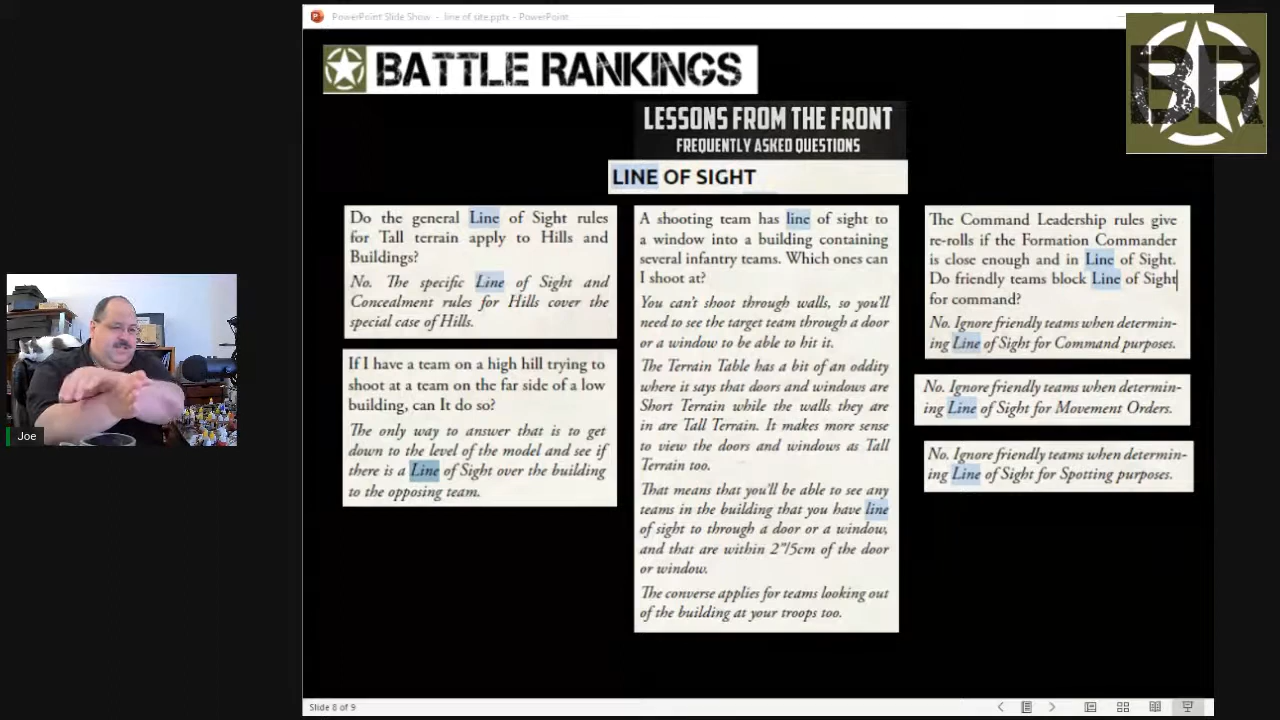 PowerPoint Slide Show - line of site.pptx - PowerPoint
BATTLE RANKINGS
BR
LESSONS FROM THE FRONT
FREQUENTLY ASKED QUESTIONS
LINE OF SIGHT
Do the general Line of Sight rules
for Tall terrain apply to Hills and
Buildings?
No. The specific Line of Sight and
Concealment rules for Hills cover the
special case of Hills.
If I have a team on a high hill trying to
shoot at a team on the far side of a low
building, can It do so?
The only way to answer that is to get
down to the level of the model and see if
there is a Line of Sight over the building
to the opposing team.
A shooting team has line of sight to
a window into a building containing
several infantry teams. Which ones can
I shoot at?
You can't shoot through walls, so you'll
need to see the target team through a door
or a window to be able to hit it.
The Terrain Table has a bit of an oddity
where it says that doors and windows are
Short Terrain while the walls they are
in are Tall Terrain. It makes more sense
to view the doors and windows as Tall
Terrain too.
That means that you'll be able to see any
teams in the building that you have line
of sight to through a door or a window,
and that are within 2"/5cm of the door
or window.
The converse applies for teams looking out
of the building at your troops too.
The Command Leadership rules give
re-rolls if the Formation Commander
is close enough and in Line of Sight.
Do friendly teams block Line of Sight
for command?
No. Ignore friendly teams when determin-
ing Line of Sight for Command purposes.
No. Ignore friendly teams when determin-
ing Line of Sight for Movement Orders.
No. Ignore friendly teams when determin-
ing Line of Sight for Spotting purposes.
Joe
Slide 8 of 9